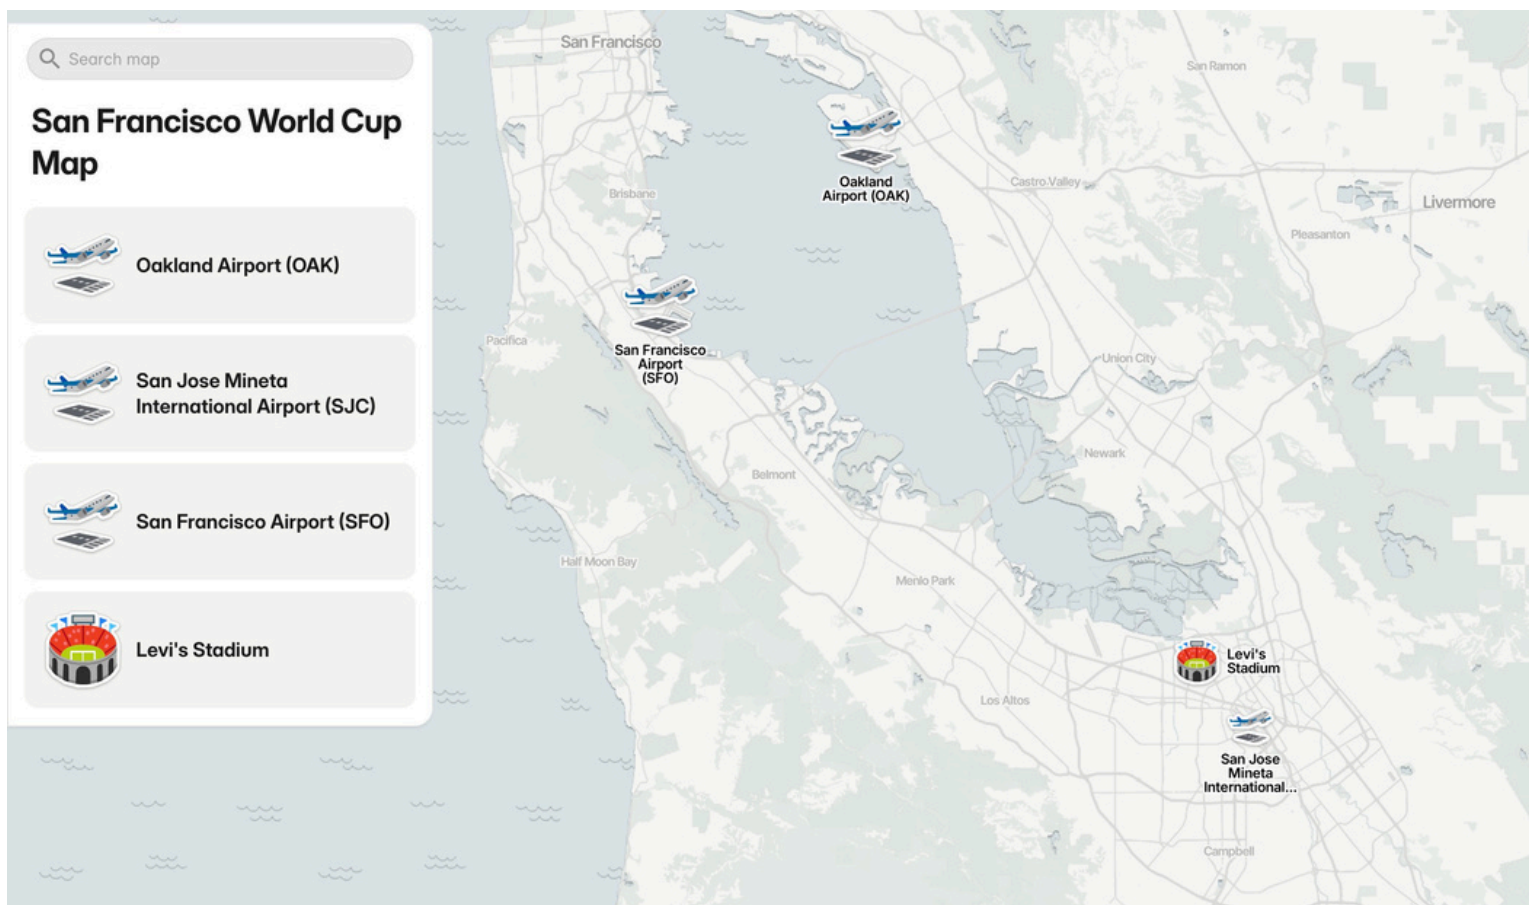 Search map
San Francisco World Cup
Map
Oakland Airport (OAK)
San Jose Mineta
International Airport (SJC)
San Francisco Airport (SFO)
Levi's Stadium
San Francisco
San Ramon
Oakland
Airport (OAK)
Castro Valley
Brisbane
Livermore
Pleasanton
Pacifica
San Francisco
Airport
(SFO)
Union City
Newark
Belmont
Half Moon Bay
Menlo Park
Levi's
Stadium
Los Altos
San Jose
Mineta
International...
Campbell